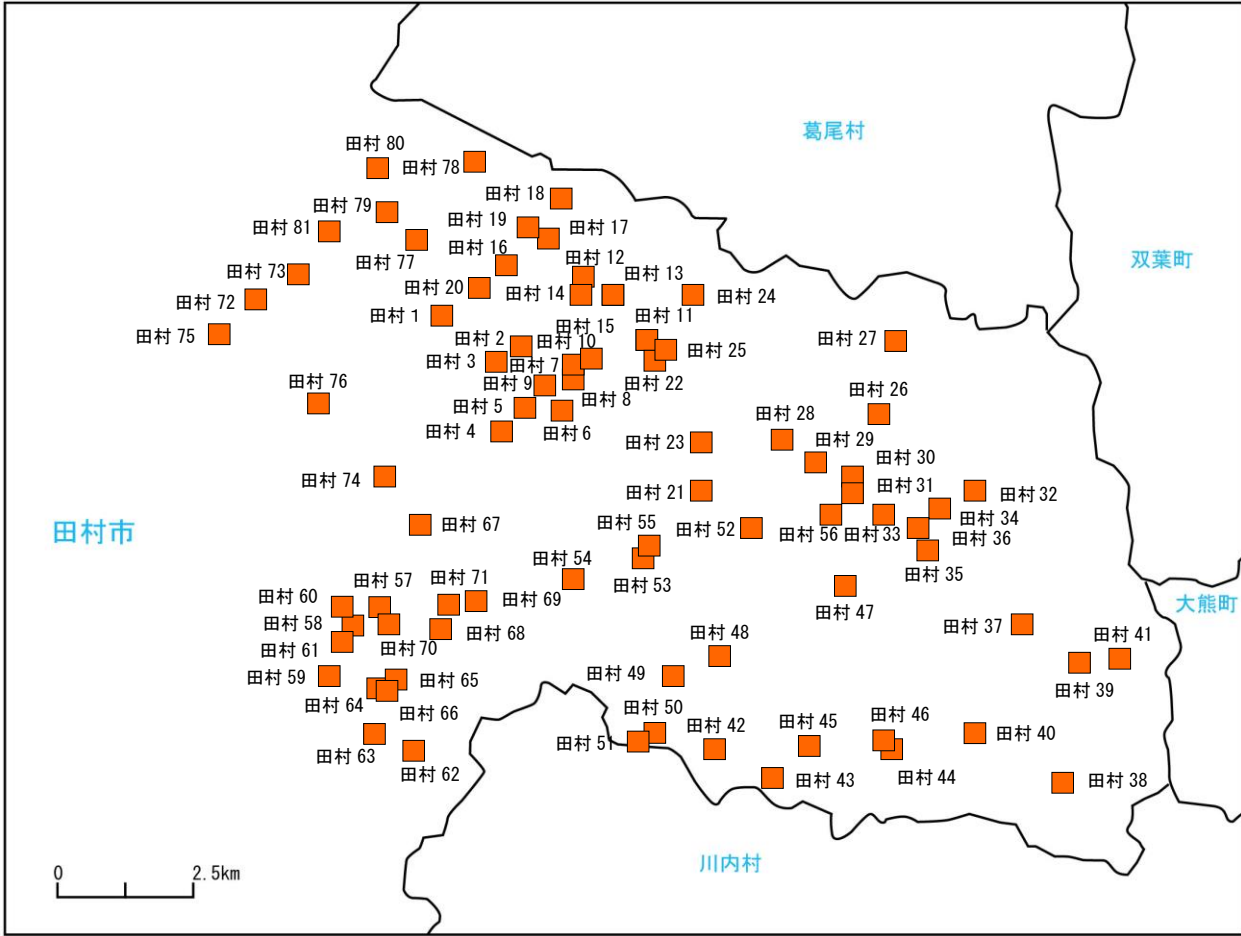 葛尾村
田村 80
田村 78
田村 18
田村 79
田村 19
田村 81
田村 17
田村 77
田村 16
田村 12
双葉町
田村 73
田村 13
田村 20
田村 14
田村 24
田村 72
田村 1
田村 11
田村 15
田村 75
田村 2
田村 10
田村 27
田村 25
田村 3
田村 7
田村 76
田村 9
田村 22
田村 26
田村 8
田村 5
田村 28
田村 4
田村 6
田村 23
田村 29
田村 30
田村 74
田村 31
田村 21
田村 32
田村 34
田村市
田村 67
田村 55
田村 52
田村 56
田村 33
田村 36
田村 54
田村 35
田村 57
田村 71
田村 53
田村 60
田村 69
大熊町
田村 47
田村 58
田村 37
田村 68
田村 48
田村 61
田村 70
田村 41
田村 59
田村 49
田村 65
田村 39
田村 64
田村 50
田村 66
田村 42
田村 45
田村 46
田村 40
田村 51
田村 63
田村 62
田村 43
田村 44
田村 38
川内村
0
2.5km